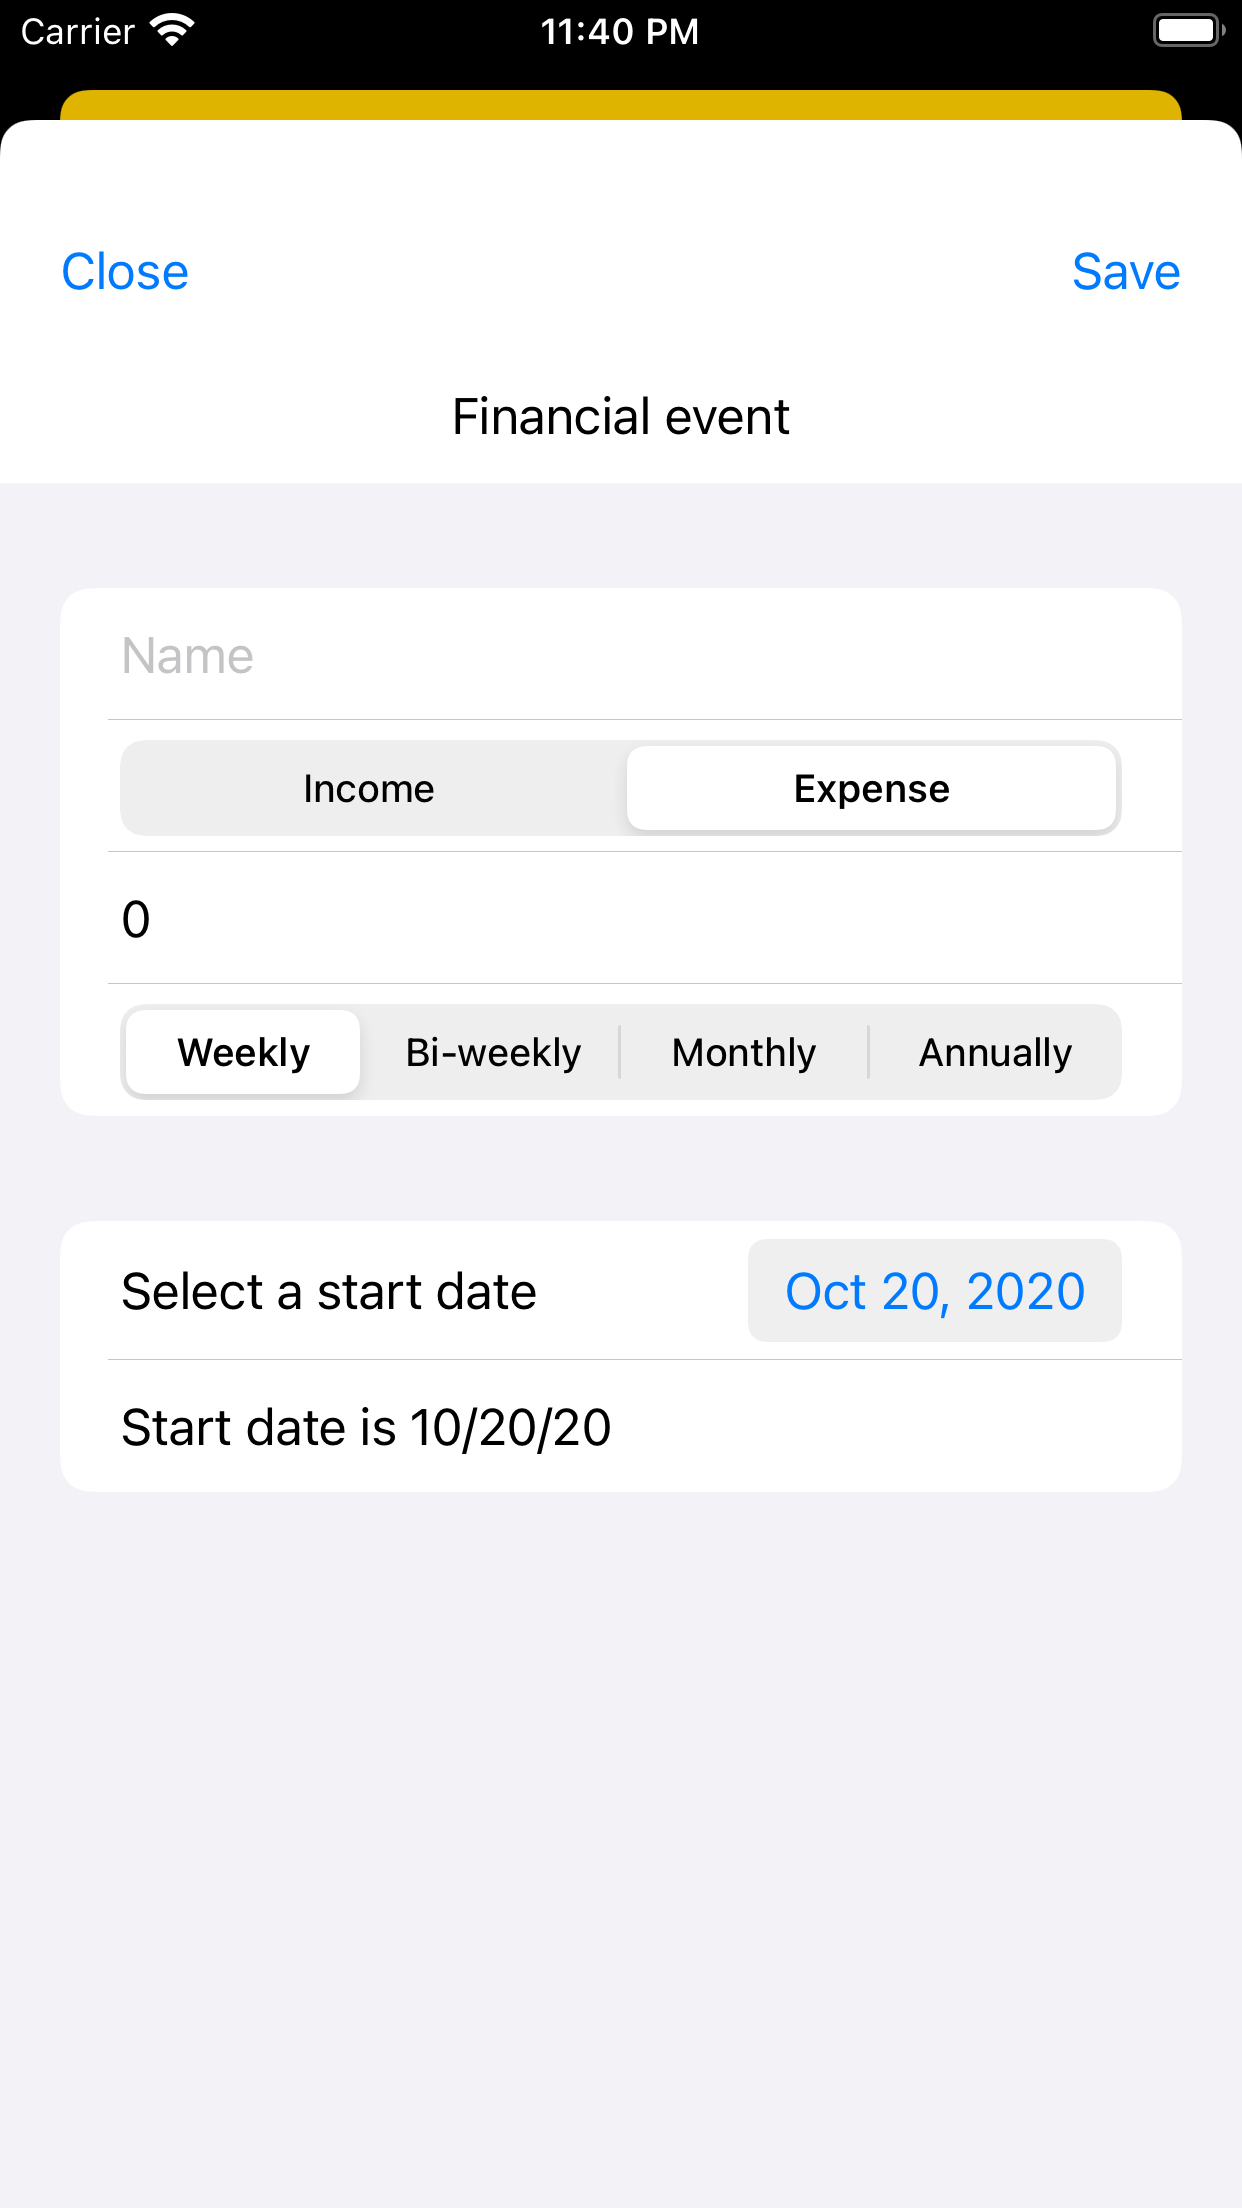 Carrier 11:40 PM
Close Save
Financial event
Name
Income Expense
0
Weekly Bi-weekly Monthly Annually
Select a start date Oct 20, 2020
Start date is 10/20/20